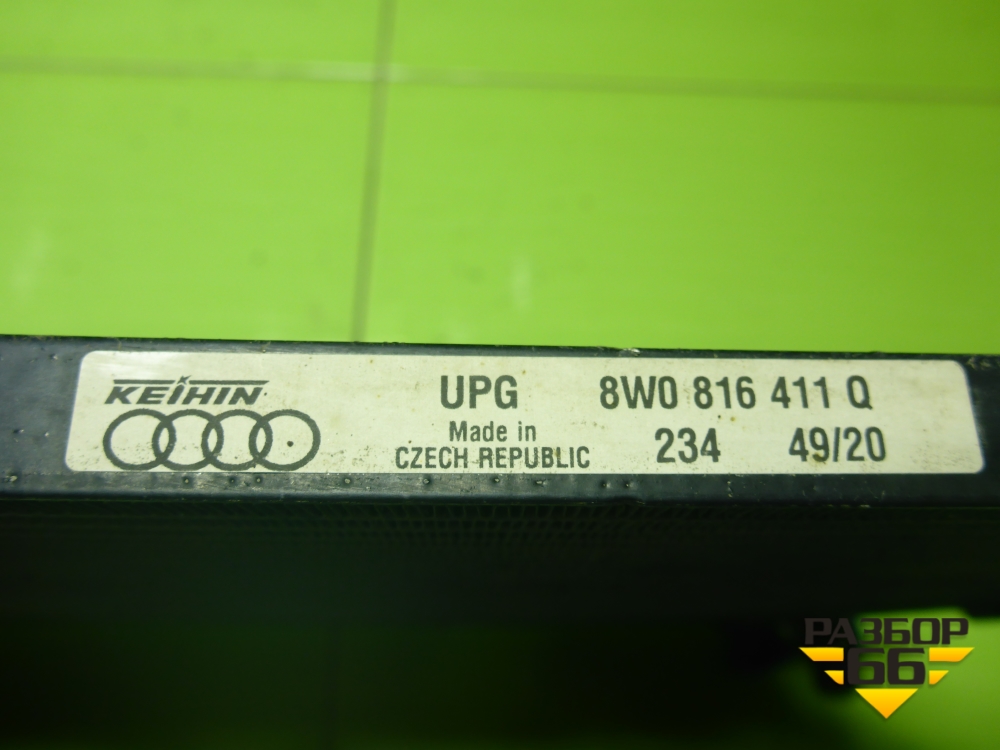 KEIHIN UPG 8W0 816 411 Q
Made in 234 49/20
CZECH REPUBLIC
РАЗБОР
66